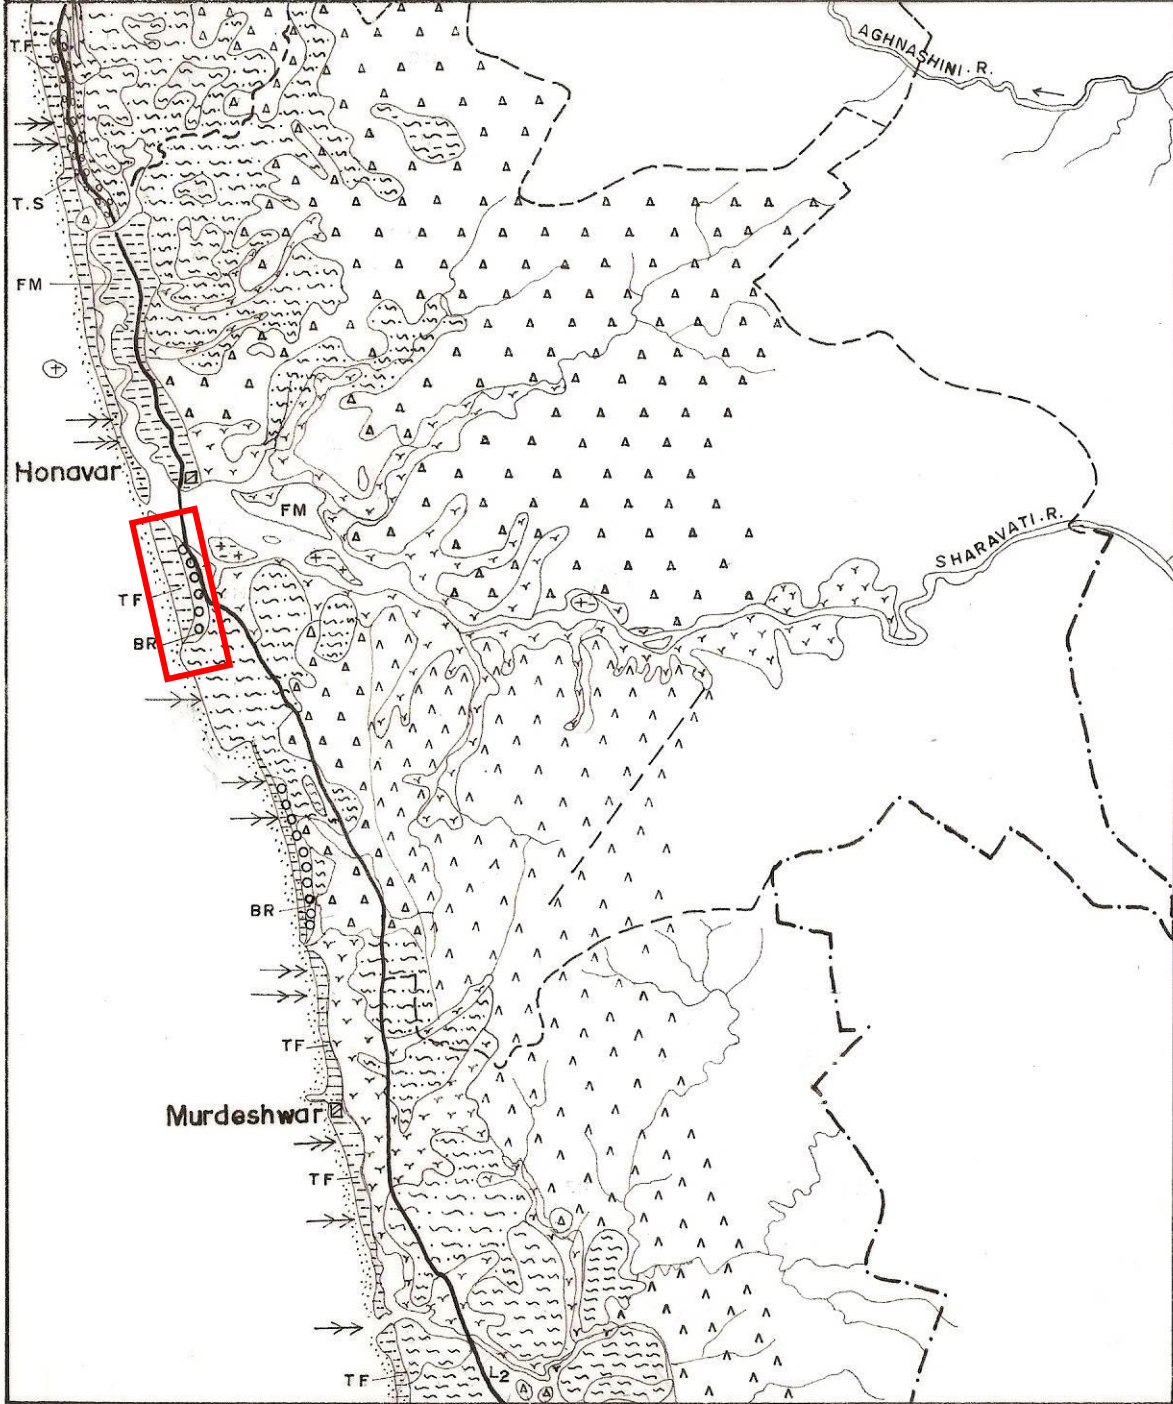 T.F
AGHNASHINI.R.
T.S
FM
Honavar
FM
SHARAVATI.R.
TF
BR
BR
TF
Murdeshwar
TF
TF
L2